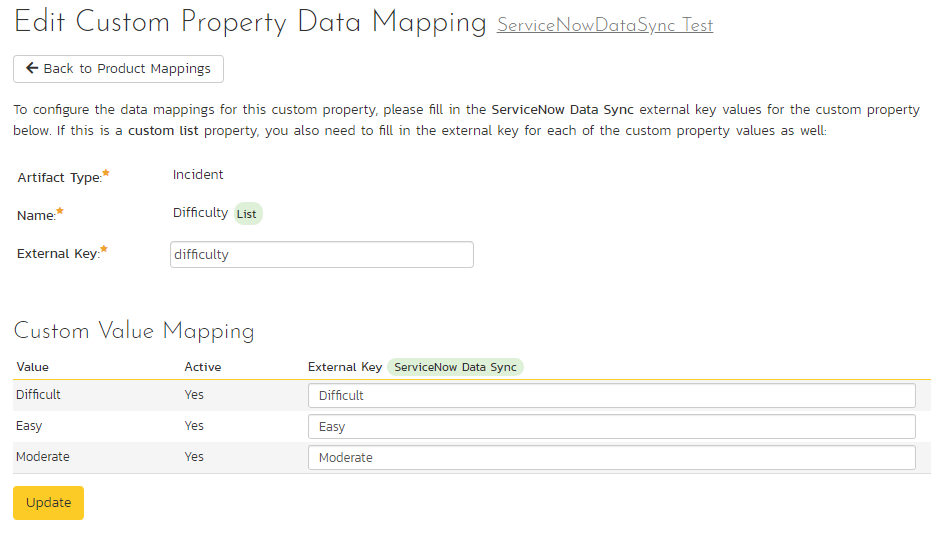 Edit Custom Property Data Mapping ServiceNowDataSync Test
Back to Product Mappings
To configure the data mappings for this custom property, please fill in the ServiceNow Data Sync external key values for the custom property
below. If this is a custom list property, you also need to fill in the external key for each of the custom property values as well:
Artifact Type:* Incident
Name:* Difficulty List
External Key:* difficulty
Custom Value Mapping
Value Active External Key ServiceNow Data Sync
Difficult Yes Difficult
Easy Yes Easy
Moderate Yes Moderate
Update